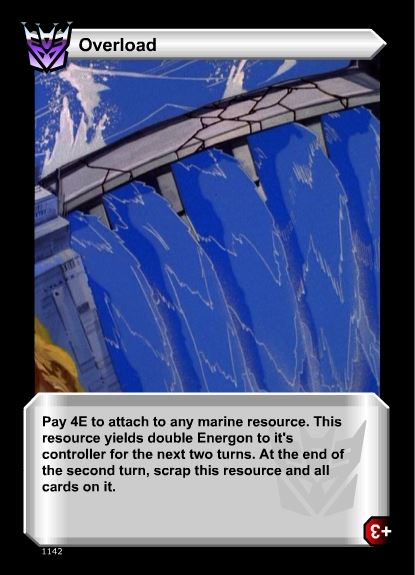 Overload
Pay 4E to attach to any marine resource. This
resource yields double Energon to it's
controller for the next two turns. At the end of
the second turn, scrap this resource and all
cards on it.
+3
1142